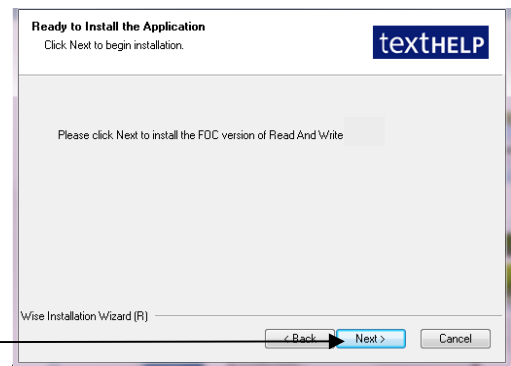 Ready to Install the Application
Click Next to begin installation.
textHELP
Please click Next to install the FOC version of Read And Write
Wise Installation Wizard (R)
< Back Next > Cancel